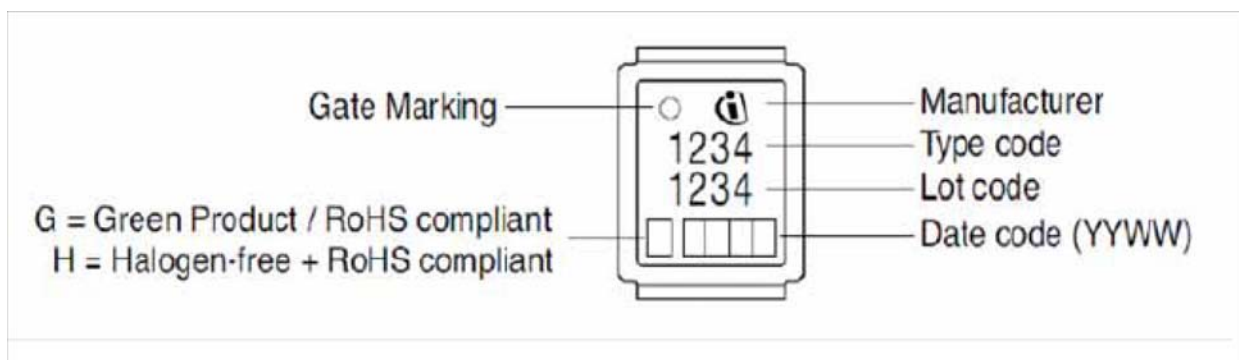 Gate Marking
Manufacturer
1234
Type code
1234
Lot code
G = Green Product / RoHS compliant
H = Halogen-free + RoHS compliant
Date code (YYWW)